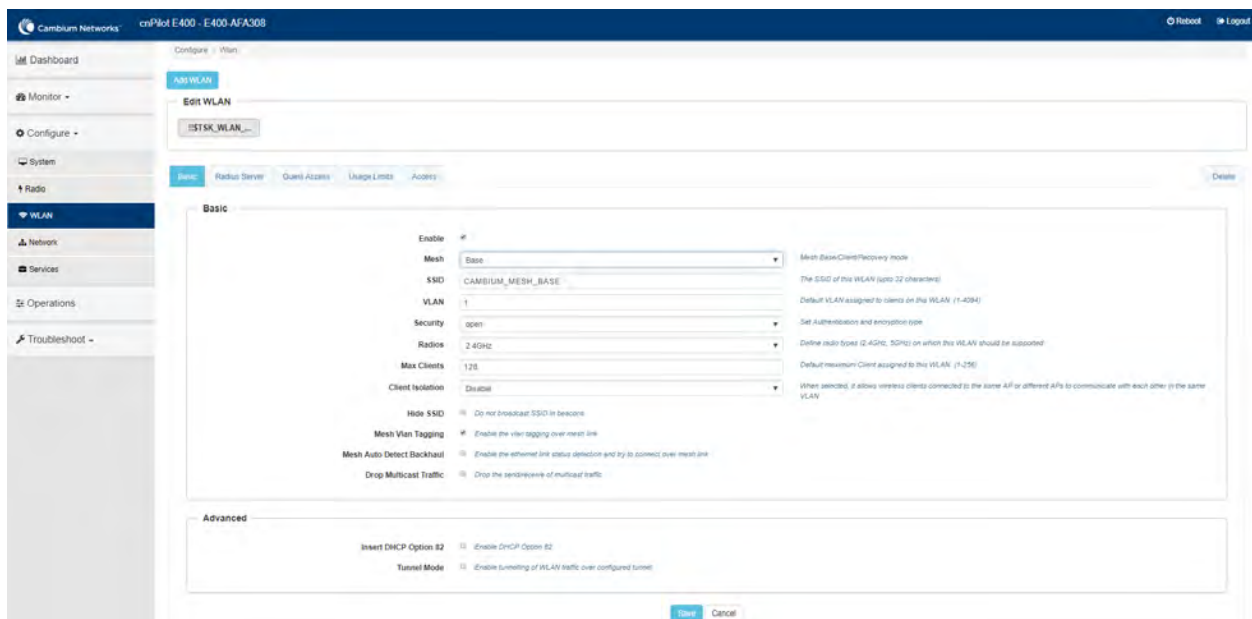 Cambium Networks™ cnPilot E400 - E400-AFA308 Reboot Logout
Dashboard
Monitor
Configure
System
Radio
WLAN
Network
Services
Operations
Troubleshoot
Configure / Wlan
Add WLAN
Edit WLAN
!!$TSK_WLAN_...
Basic Radius Server Guest Access Usage Limits Access Delete
Basic
Enable
Mesh Base Mesh Base/Client/Recovery mode
SSID CAMBIUM_MESH_BASE The SSID of this WLAN (upto 32 characters)
VLAN 1 Default VLAN assigned to clients on this WLAN. (1-4094)
Security open Set Authentication and encryption type
Radios 2.4GHz Define radio types (2.4GHz, 5GHz) on which this WLAN should be supported
Max Clients 128 Default maximum Client assigned to this WLAN. (1-256)
Client Isolation Disable When selected, it allows wireless clients connected to the same AP or different APs to communicate with each other in the same
VLAN
Hide SSID Do not broadcast SSID in beacons
Mesh Vlan Tagging Enable the vlan tagging over mesh link
Mesh Auto Detect Backhaul Enable the ethernet link status detection and try to connect over mesh link
Drop Multicast Traffic Drop the send/receive of multicast traffic
Advanced
Insert DHCP Option 82 Enable DHCP Option 82
Tunnel Mode Enable tunnelling of WLAN traffic over configured tunnel
Save Cancel